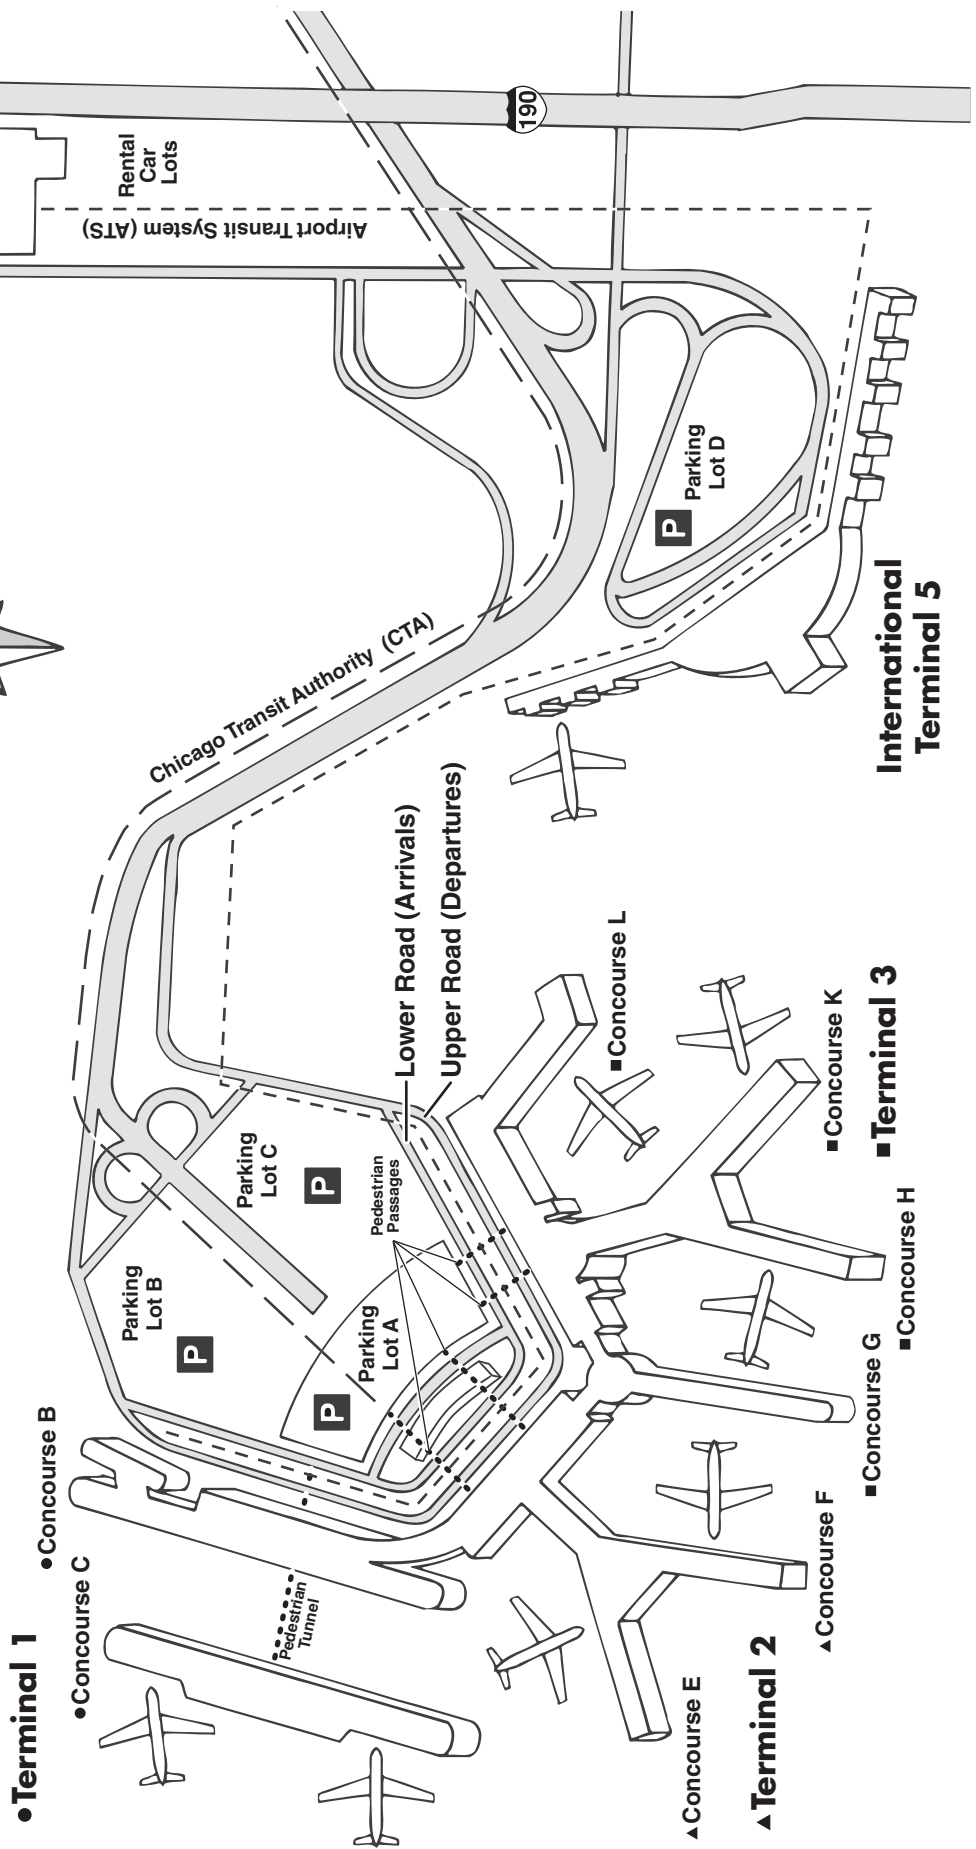 190
Rental
Car
Lots
Airport Transit System (ATS)
Chicago Transit Authority (CTA)
P
Parking
Lot D
International
Terminal 5
Lower Road (Arrivals)
Upper Road (Departures)
Parking
Lot C
P
Pedestrian
Passages
Parking
Lot B
P
Parking
Lot A
P
●Terminal 1
●Concourse B
●Concourse C
Pedestrian
Tunnel
▲Terminal 2
▲Concourse E
▲Concourse F
■Terminal 3
■Concourse G
■Concourse H
■Concourse K
■Concourse L